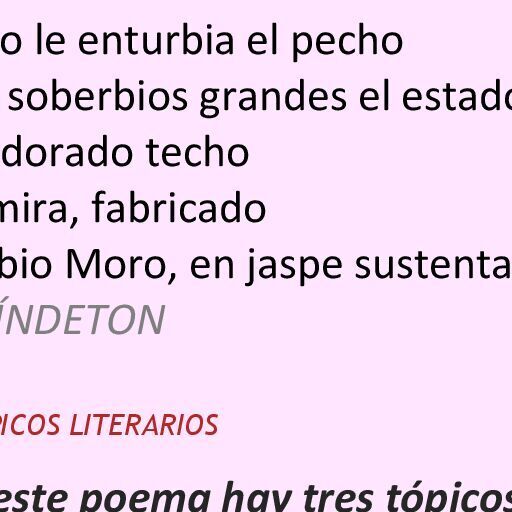 o le enturbia el pecho
soberbios grandes el estado
dorado techo
mira, fabricado
bio Moro, en jaspe sustenta
ÍNDETON
PICOS LITERARIOS
este poema hay tres tópicos